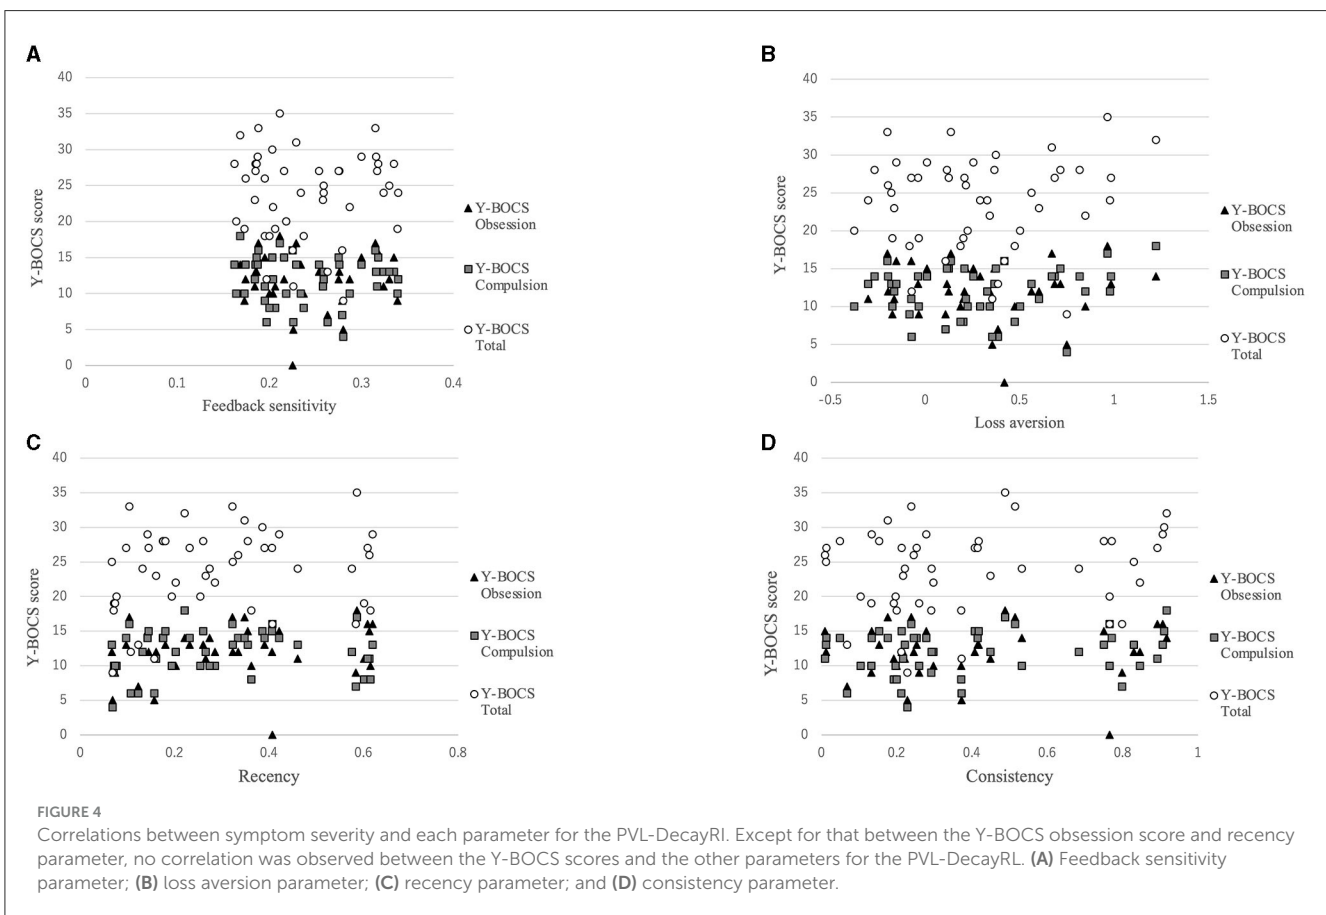 A
40
35
30
25
20
15
10
5
0
0 0.1 0.2 0.3 0.4
Y-BOCS score
Feedback sensitivity
Y-BOCS
Obsession
Y-BOCS
Compulsion
Y-BOCS
Total
B
40
35
30
25
20
15
10
5
0
-0.5 0 0.5 1 1.5
Y-BOCS score
Loss aversion
Y-BOCS
Obsession
Y-BOCS
Compulsion
Y-BOCS
Total
C
40
35
30
25
20
15
10
5
0
0 0.2 0.4 0.6 0.8
Y-BOCS score
Recency
Y-BOCS
Obsession
Y-BOCS
Compulsion
Y-BOCS
Total
D
40
35
30
25
20
15
10
5
0
0 0.2 0.4 0.6 0.8 1
Y-BOCS score
Consistency
Y-BOCS
Obsession
Y-BOCS
Compulsion
Y-BOCS
Total
FIGURE 4
Correlations between symptom severity and each parameter for the PVL-DecayRI. Except for that between the Y-BOCS obsession score and recency
parameter, no correlation was observed between the Y-BOCS scores and the other parameters for the PVL-DecayRL. (A) Feedback sensitivity
parameter; (B) loss aversion parameter; (C) recency parameter; and (D) consistency parameter.